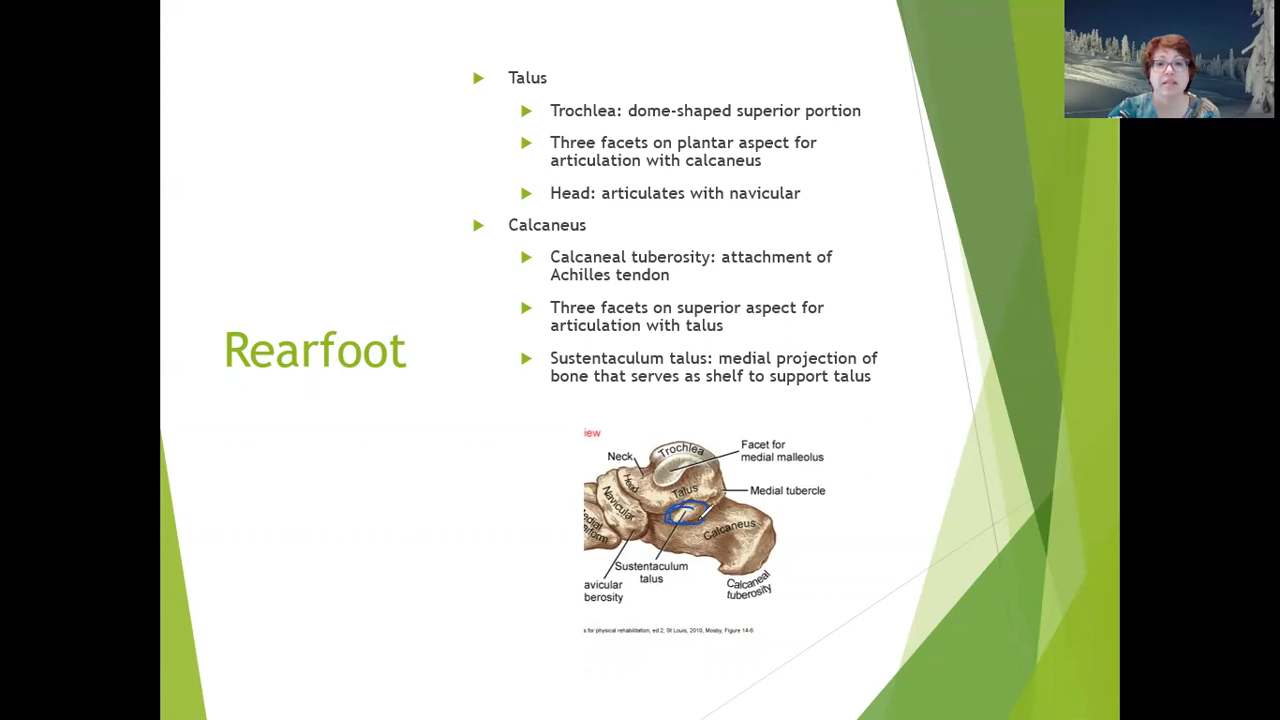 Talus
Trochlea: dome-shaped superior portion
Three facets on plantar aspect for
articulation with calcaneus
Head: articulates with navicular
Calcaneus
Calcaneal tuberosity: attachment of
Achilles tendon
Three facets on superior aspect for
articulation with talus
Sustentaculum talus: medial projection of
bone that serves as shelf to support talus
Rearfoot
iew
Neck
Trochlea
Facet for
medial malleolus
Head
Talus
Medial tubercle
Navicular
Calcaneus
Sustentaculum
talus
avicular
berosity
Calcaneal
tuberosity
s for physical rehabilitation, ed 2, St Louis, 2010, Mosby, Figure 14-6